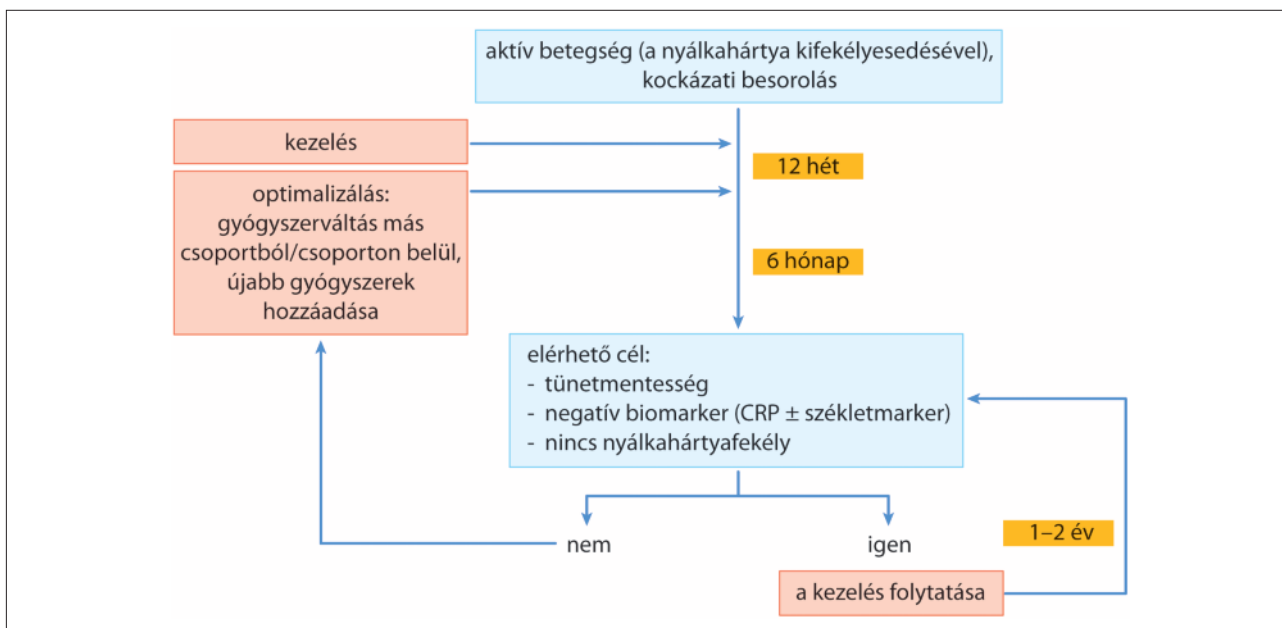 aktív betegség (a nyálkahártya kifekélyesedésével),
kockázati besorolás
kezelés
12 hét
optimalizálás:
gyógyszerváltás más
csoportból/csoporton belül,
újabb gyógyszerek
hozzáadása
6 hónap
elérhető cél:
- tünetmentesség
- negatív biomarker (CRP ± székletmarker)
- nincs nyálkahártyafekély
nem
igen
1–2 év
a kezelés folytatása